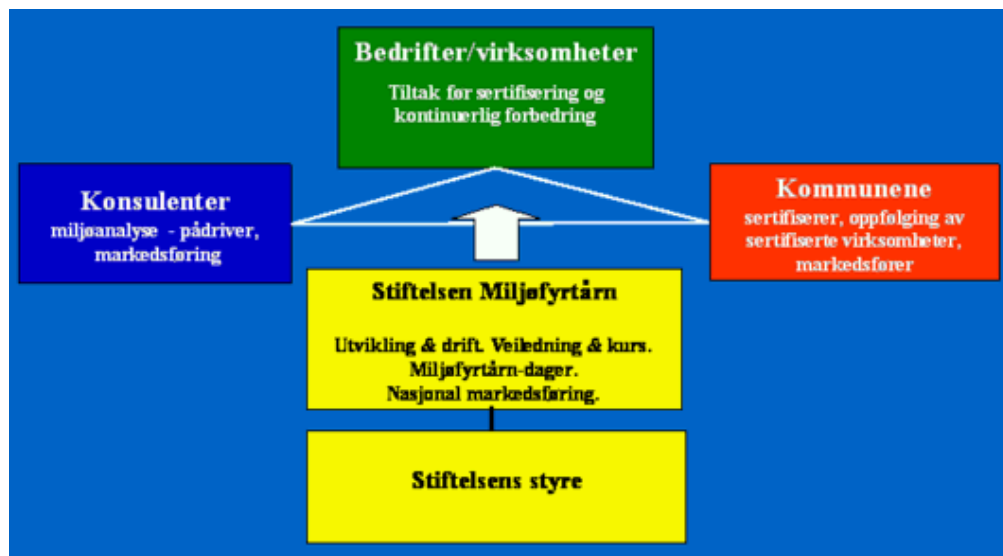 Bedrifter/virksomheter
Tiltak før sertifisering og
kontinuerlig forbedring
Konsulenter
miljøanalyse - pådriver,
markedsføring
Kommunene
sertifiserer, oppfølging av
sertifiserte virksomheter,
markedsfører
Stiftelsen Miljøfyrtårn
Utvikling & drift. Veiledning & kurs.
Miljøfyrtårn-dager.
Nasjonal markedsføring.
Stiftelsens styre